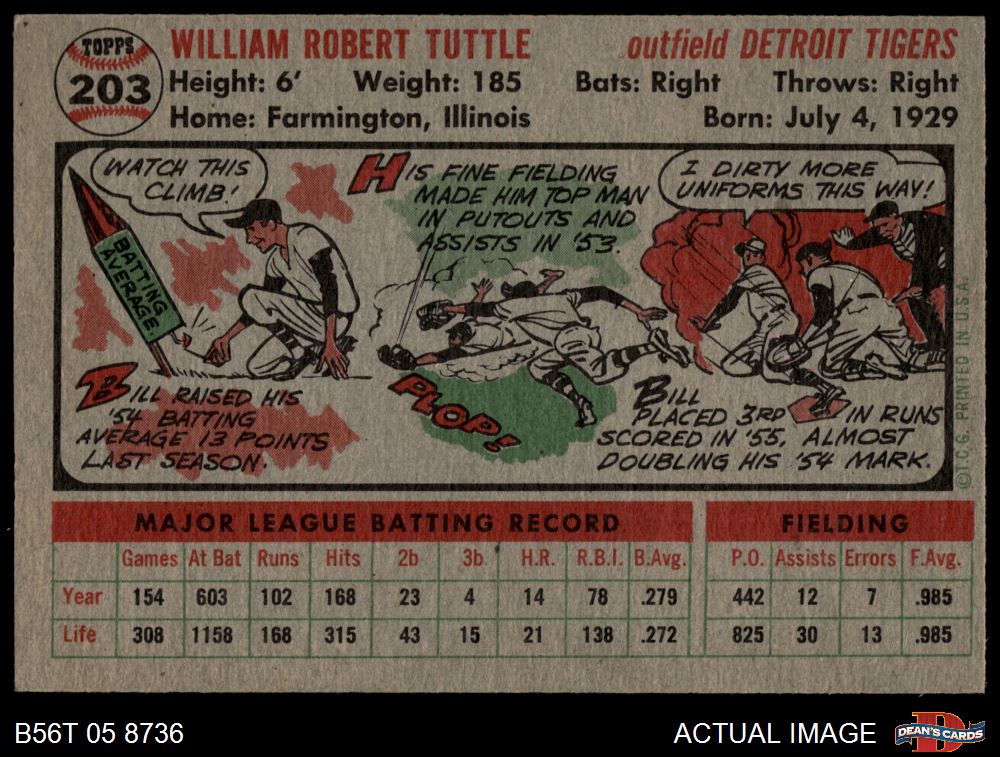 TOPPS
203
WILLIAM ROBERT TUTTLE outfield DETROIT TIGERS
Height: 6' Weight: 185 Bats: Right Throws: Right
Home: Farmington, Illinois Born: July 4, 1929
WATCH THIS
CLIMB!
BATTING
AVERAGE
BILL RAISED HIS
'54 BATTING
AVERAGE 13 POINTS
LAST SEASON.
HIS FINE FIELDING
MADE HIM TOP MAN
IN PUTOUTS AND
ASSISTS IN '53.
PLOP!
I DIRTY MORE
UNIFORMS THIS WAY!
BILL
PLACED 3RD IN RUNS
SCORED IN '55, ALMOST
DOUBLING HIS '54 MARK.
©T.C.G. PRINTED IN U.S.A.
MAJOR LEAGUE BATTING RECORD FIELDING
Games At Bat Runs Hits 2b 3b H.R. R.B.I. B.Avg. P.O. Assists Errors F.Avg.
Year 154 603 102 168 23 4 14 78 .279 442 12 7 .985
Life 308 1158 168 315 43 15 21 138 .272 825 30 13 .985
B56T 05 8736 ACTUAL IMAGE
DEAN'S CARDS